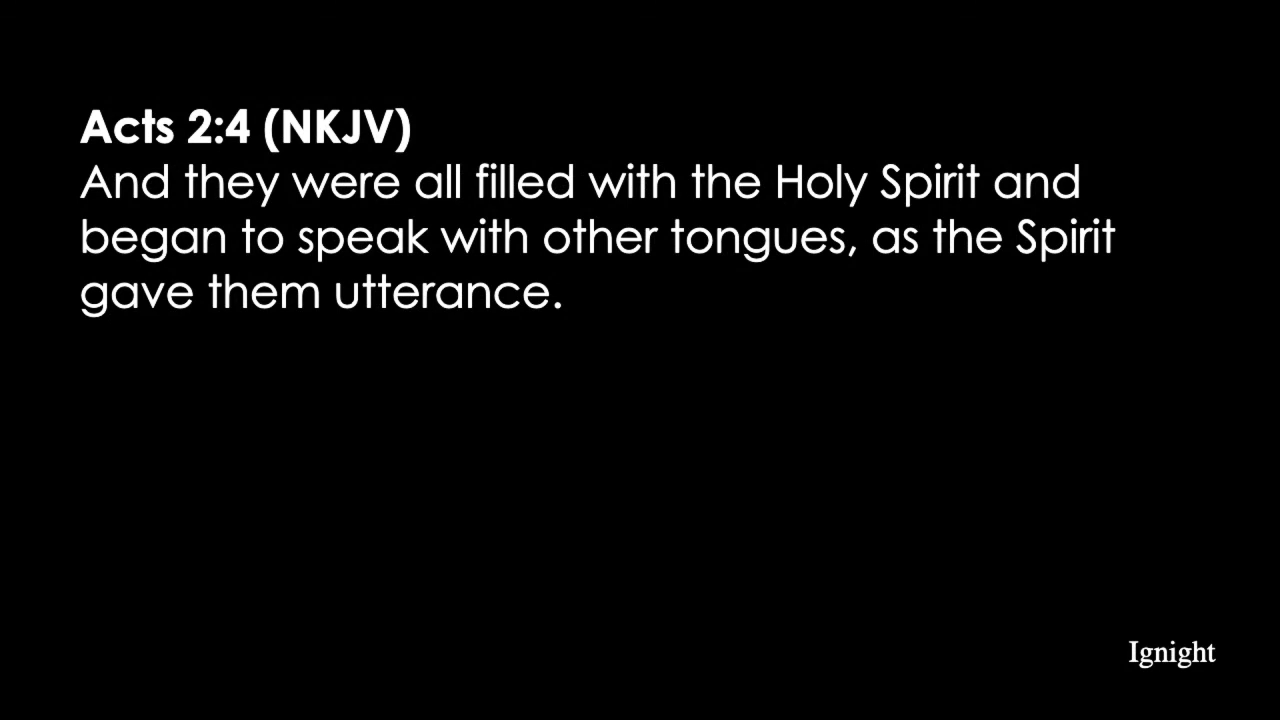 Acts 2:4 (NKJV)
And they were all filled with the Holy Spirit and
began to speak with other tongues, as the Spirit
gave them utterance.
Ignight